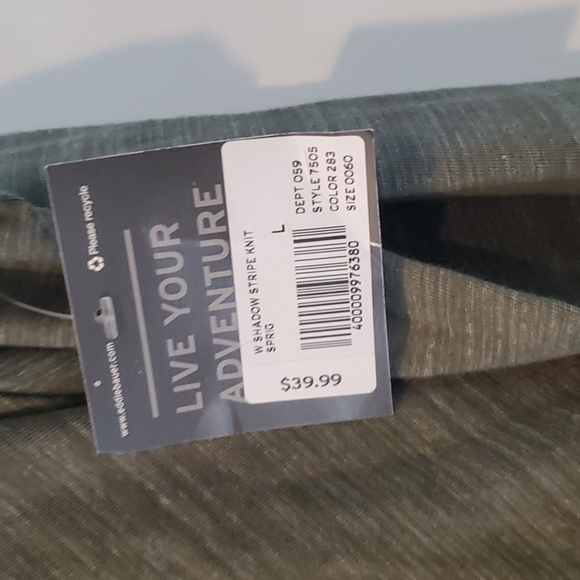 Please recycle
www.eddiebauer.com
LIVE YOUR
ADVENTURE
W SHADOW STRIPE KNIT
SPRIG
L
DEPT 059
STYLE 7505
COLOR 283
SIZE 0060
400009976380
$39.99